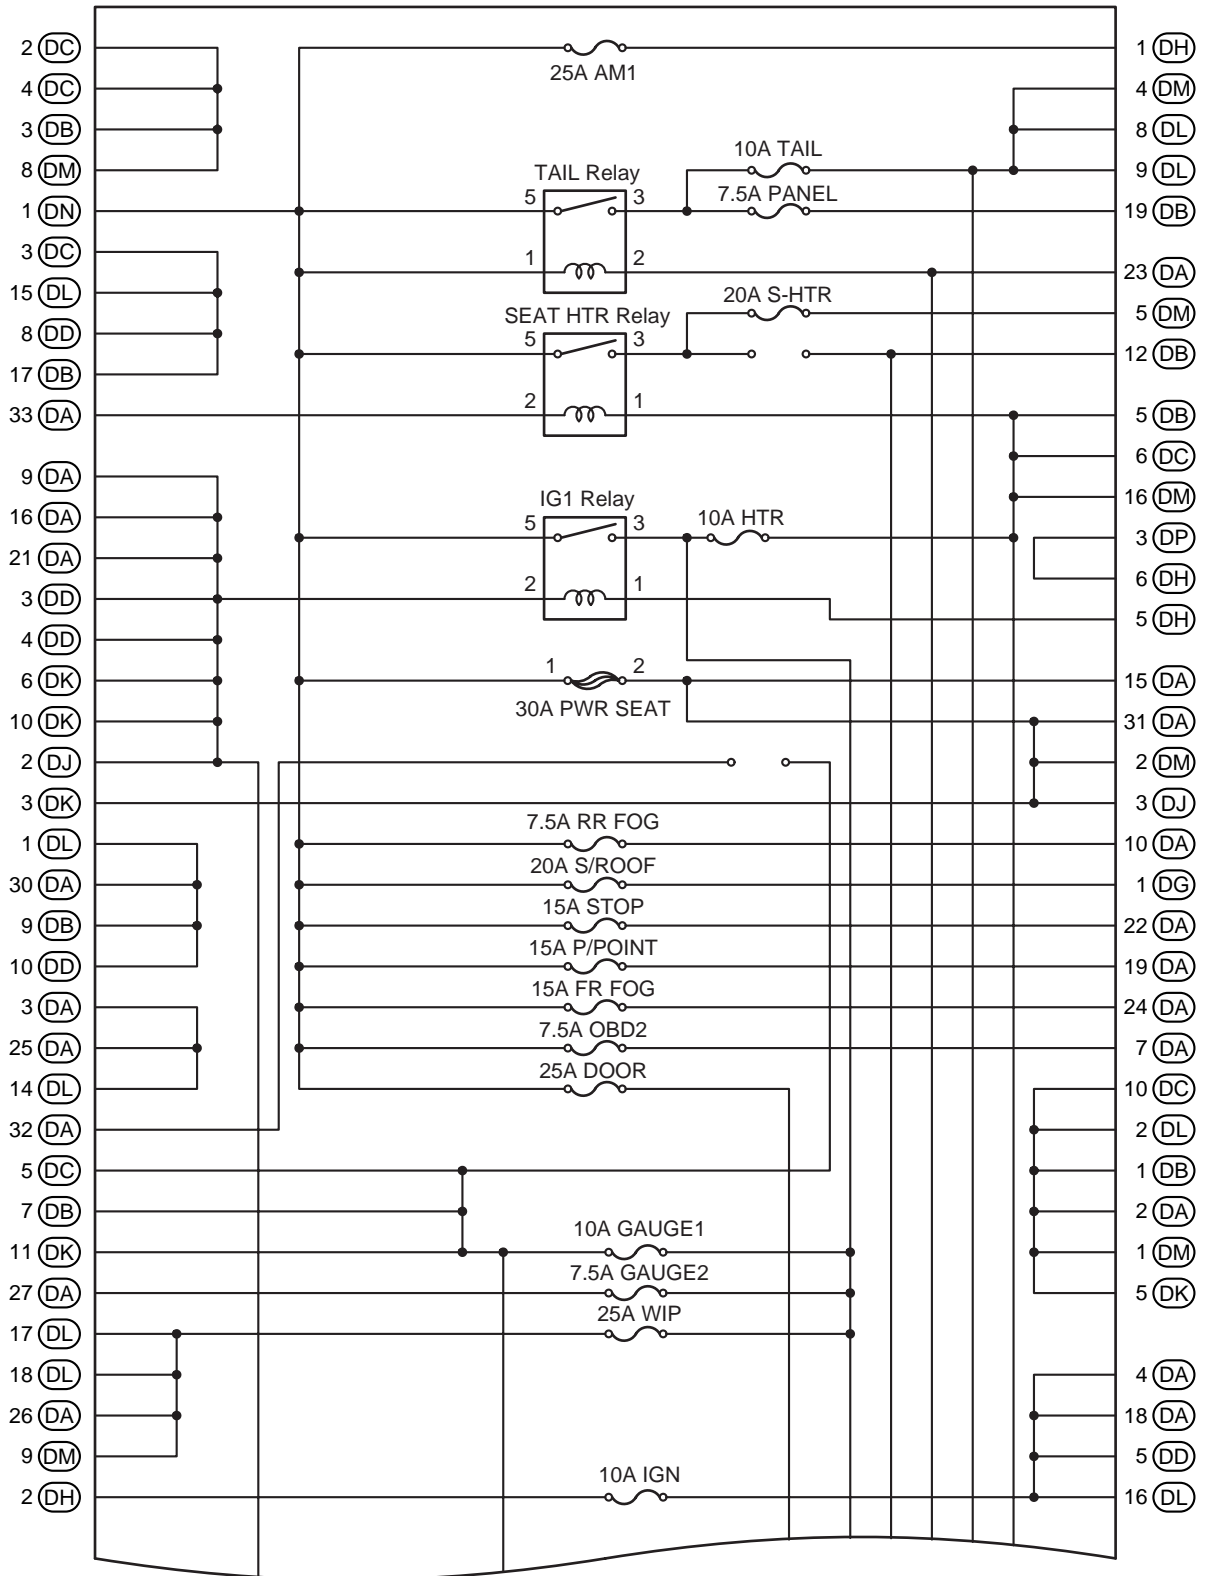 2 DC
1 DH
25A AM1
4 DC
4 DM
3 DB
8 DL
10A TAIL
8 DM
9 DL
TAIL Relay
5 3
7.5A PANEL
1 DN
19 DB
3 DC
1 2
23 DA
15 DL
20A S-HTR
5 DM
SEAT HTR Relay
8 DD
5 3
12 DB
17 DB
2 1
33 DA
5 DB
6 DC
9 DA
IG1 Relay
16 DM
16 DA
5 3
10A HTR
3 DP
21 DA
2 1
6 DH
3 DD
5 DH
4 DD
1 2
6 DK
15 DA
30A PWR SEAT
10 DK
31 DA
2 DJ
2 DM
3 DK
3 DJ
7.5A RR FOG
1 DL
10 DA
20A S/ROOF
30 DA
1 DG
15A STOP
9 DB
22 DA
15A P/POINT
10 DD
19 DA
15A FR FOG
3 DA
24 DA
7.5A OBD2
25 DA
7 DA
25A DOOR
14 DL
10 DC
32 DA
2 DL
5 DC
1 DB
7 DB
2 DA
10A GAUGE1
11 DK
1 DM
7.5A GAUGE2
27 DA
5 DK
25A WIP
17 DL
18 DL
4 DA
26 DA
18 DA
9 DM
5 DD
10A IGN
2 DH
16 DL